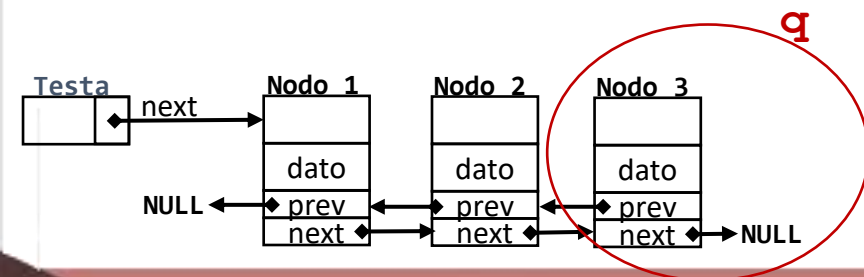 q
Testa
next
Nodo 1
Nodo 2
Nodo 3
dato
dato
dato
NULL
prev
prev
prev
next
next
next
NULL